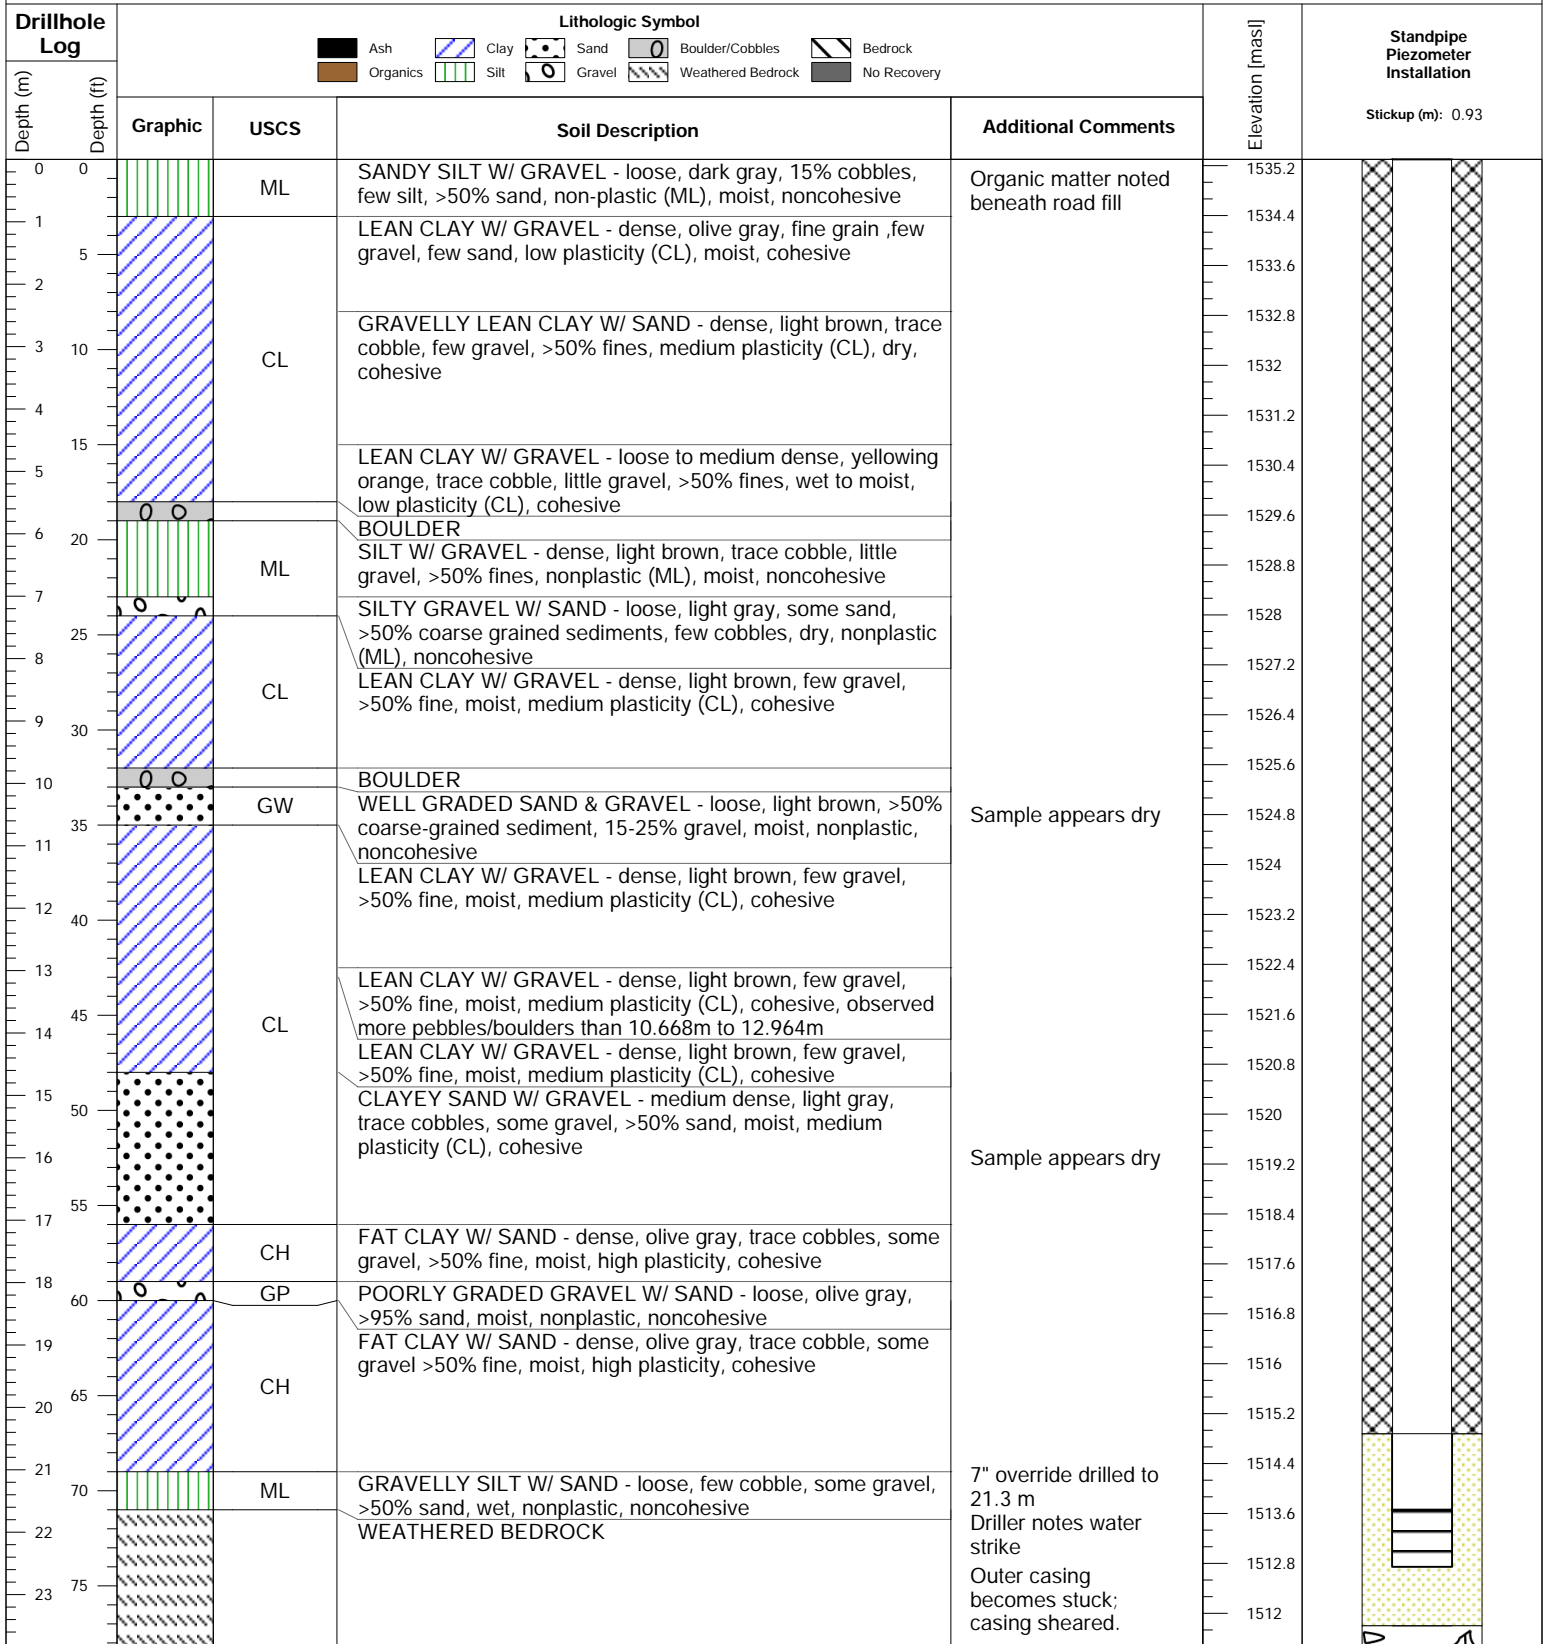 Drillhole
Log
Lithologic Symbol
Ash
Clay
Sand
Boulder/Cobbles
Bedrock
Organics
Silt
Gravel
Weathered Bedrock
No Recovery
Depth (m)
Depth (ft)
Graphic
USCS
Soil Description
Additional Comments
Elevation [masl]
Standpipe
Piezometer
Installation
Stickup (m): 0.93
0
1
2
3
4
5
6
7
8
9
10
11
12
13
14
15
16
17
18
19
20
21
22
23
0
5
10
15
20
25
30
35
40
45
50
55
60
65
70
75
ML
CL
ML
CL
GW
CL
CH
GP
CH
ML
SANDY SILT W/ GRAVEL - loose, dark gray, 15% cobbles,
few silt, >50% sand, non-plastic (ML), moist, noncohesive
LEAN CLAY W/ GRAVEL - dense, olive gray, fine grain ,few
gravel, few sand, low plasticity (CL), moist, cohesive
GRAVELLY LEAN CLAY W/ SAND - dense, light brown, trace
cobble, few gravel, >50% fines, medium plasticity (CL), dry,
cohesive
LEAN CLAY W/ GRAVEL - loose to medium dense, yellowing
orange, trace cobble, little gravel, >50% fines, wet to moist,
low plasticity (CL), cohesive
BOULDER
SILT W/ GRAVEL - dense, light brown, trace cobble, little
gravel, >50% fines, nonplastic (ML), moist, noncohesive
SILTY GRAVEL W/ SAND - loose, light gray, some sand,
>50% coarse grained sediments, few cobbles, dry, nonplastic
(ML), noncohesive
LEAN CLAY W/ GRAVEL - dense, light brown, few gravel,
>50% fine, moist, medium plasticity (CL), cohesive
BOULDER
WELL GRADED SAND & GRAVEL - loose, light brown, >50%
coarse-grained sediment, 15-25% gravel, moist, nonplastic,
noncohesive
LEAN CLAY W/ GRAVEL - dense, light brown, few gravel,
>50% fine, moist, medium plasticity (CL), cohesive
LEAN CLAY W/ GRAVEL - dense, light brown, few gravel,
>50% fine, moist, medium plasticity (CL), cohesive, observed
more pebbles/boulders than 10.668m to 12.964m
LEAN CLAY W/ GRAVEL - dense, light brown, few gravel,
>50% fine, moist, medium plasticity (CL), cohesive
CLAYEY SAND W/ GRAVEL - medium dense, light gray,
trace cobbles, some gravel, >50% sand, moist, medium
plasticity (CL), cohesive
FAT CLAY W/ SAND - dense, olive gray, trace cobbles, some
gravel, >50% fine, moist, high plasticity, cohesive
POORLY GRADED GRAVEL W/ SAND - loose, olive gray,
>95% sand, moist, nonplastic, noncohesive
FAT CLAY W/ SAND - dense, olive gray, trace cobble, some
gravel >50% fine, moist, high plasticity, cohesive
GRAVELLY SILT W/ SAND - loose, few cobble, some gravel,
>50% sand, wet, nonplastic, noncohesive
WEATHERED BEDROCK
Organic matter noted
beneath road fill
Sample appears dry
Sample appears dry
7" override drilled to
21.3 m
Driller notes water
strike
Outer casing
becomes stuck;
casing sheared.
1535.2
1534.4
1533.6
1532.8
1532
1531.2
1530.4
1529.6
1528.8
1528
1527.2
1526.4
1525.6
1524.8
1524
1523.2
1522.4
1521.6
1520.8
1520
1519.2
1518.4
1517.6
1516.8
1516
1515.2
1514.4
1513.6
1512.8
1512